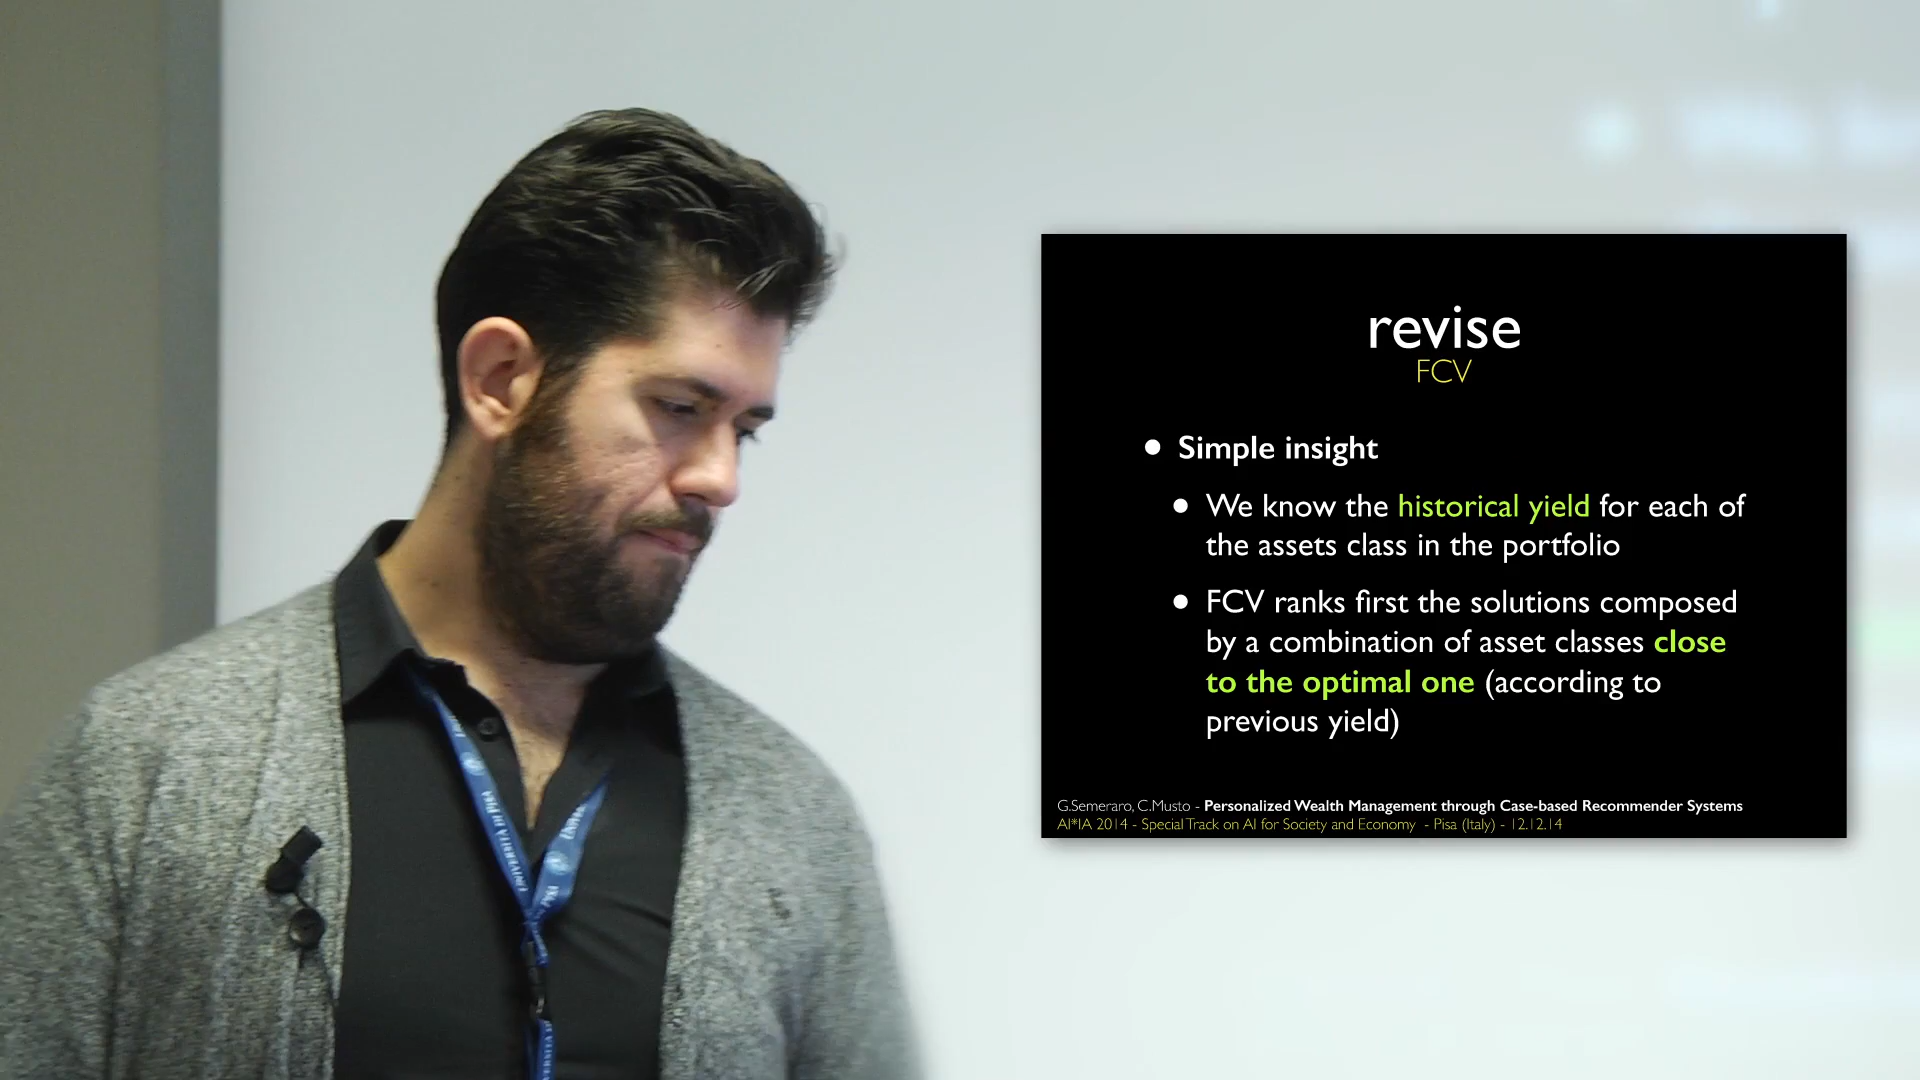 revise
FCV
● Simple insight
● We know the historical yield for each of
the assets class in the portfolio
● FCV ranks first the solutions composed
by a combination of asset classes close
to the optimal one (according to
previous yield)
G.Semeraro, C.Musto - Personalized Wealth Management through Case-based Recommender Systems
AI*IA 2014 - Special Track on AI for Society and Economy - Pisa (Italy) - 12.12.14
UNIVERSITÀ DI PISA